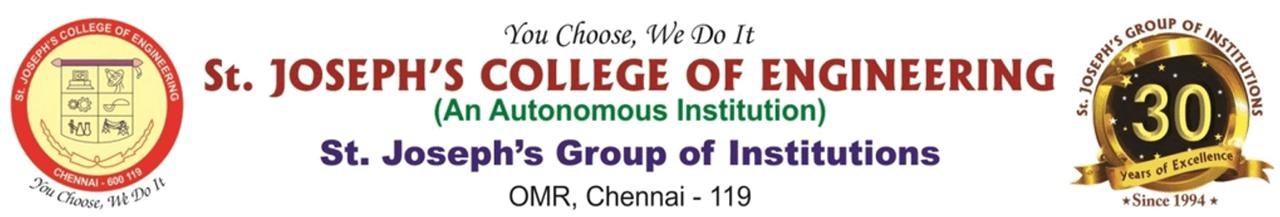 St. JOSEPH'S COLLEGE OF ENGINEERING
CHENNAI - 600 119
You Choose, We Do It
You Choose, We Do It
St. JOSEPH'S COLLEGE OF ENGINEERING
(An Autonomous Institution)
St. Joseph's Group of Institutions
OMR, Chennai - 119
St. JOSEPH'S GROUP OF INSTITUTIONS
30
Years of Excellence
★Since 1994★